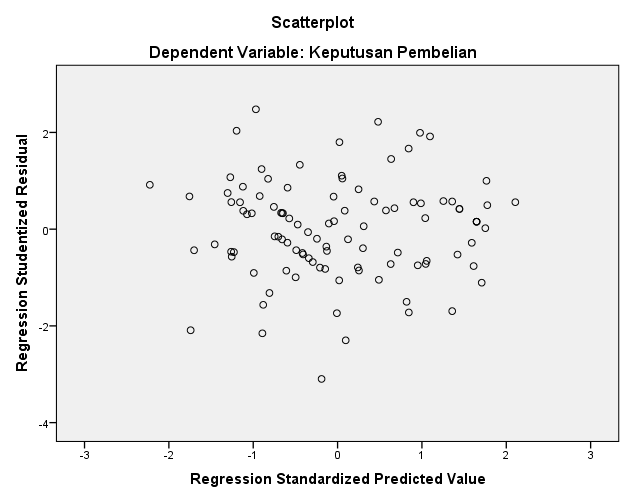 Scatterplot
Dependent Variable: Keputusan Pembelian
Regression Studentized Residual
2
0
-2
-4
-3 -2 -1 0 1 2 3
Regression Standardized Predicted Value